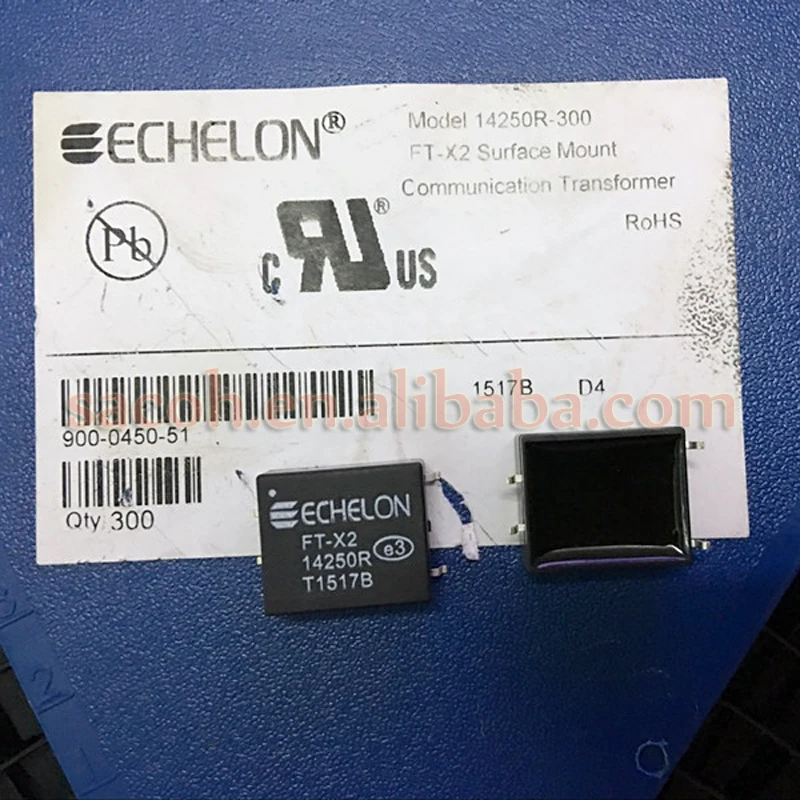 ECHELON®
Model 14250R-300
FT-X2 Surface Mount
Communication Transformer
RoHS
Pb
c RU® US
1517B D4
sacoh.en.alibaba.com
900-0450-51
Qty 300
ECHELON
FT-X2
14250R e3
T1517B